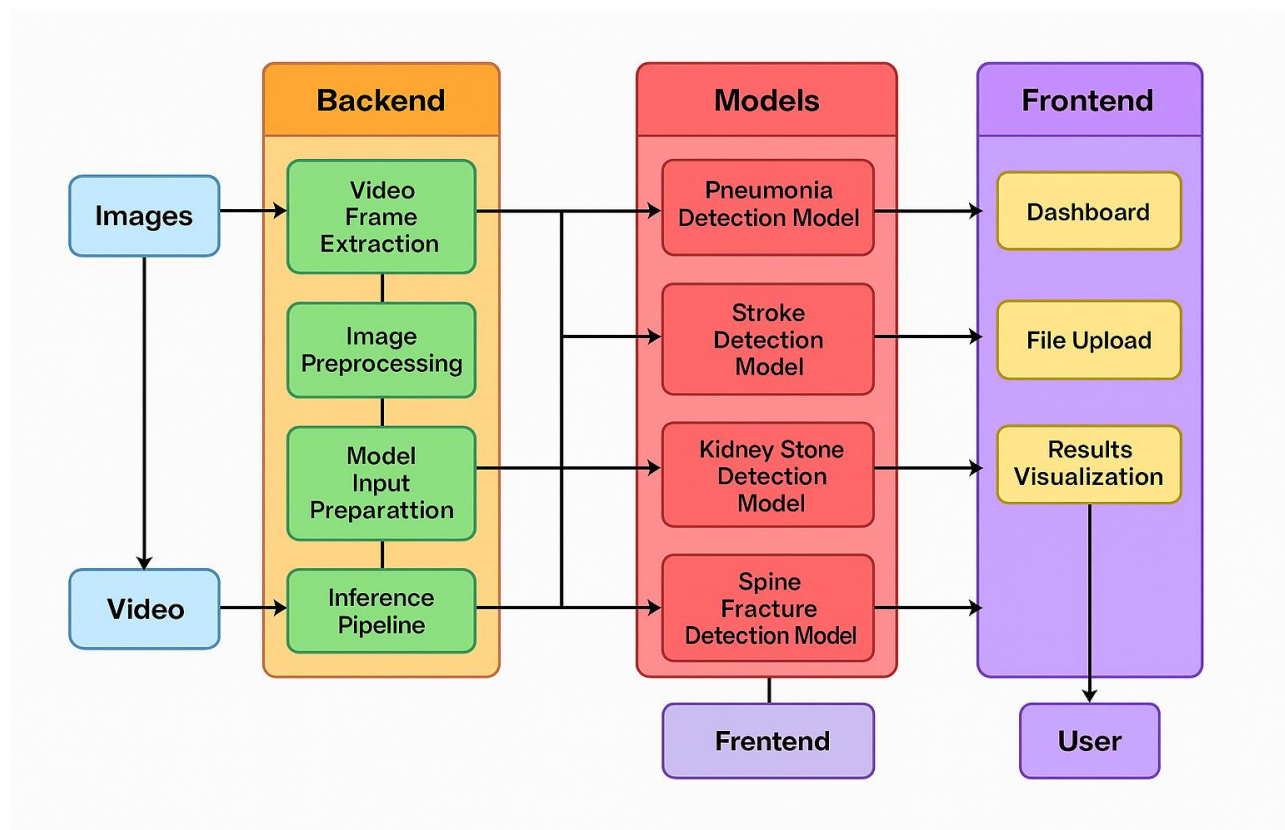 Backend
Models
Frontend
Images
Video
Frame
Extraction
Pneumonia
Detection Model
Dashboard
Image
Preprocessing
Stroke
Detection
Model
File Upload
Model
Input
Preparattion
Kidney Stone
Detection
Model
Results
Visualization
Video
Inference
Pipeline
Spine
Fracture
Detection Model
Frentend
User